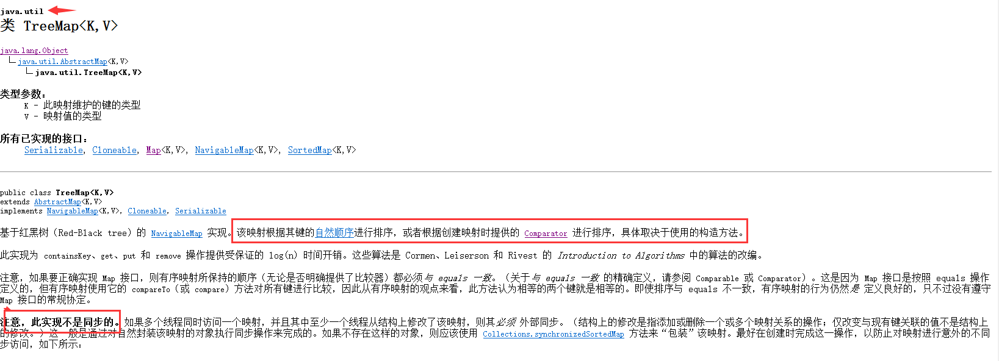 java.util
类 TreeMap<K,V>
java.lang.Object
java.util.AbstractMap<K,V>
java.util.TreeMap<K,V>
类型参数：
K - 此映射维护的键的类型
V - 映射值的类型
所有已实现的接口：
Serializable, Cloneable, Map<K,V>, NavigableMap<K,V>, SortedMap<K,V>
public class TreeMap<K,V>
extends AbstractMap<K,V>
implements NavigableMap<K,V>, Cloneable, Serializable
基于红黑树（Red-Black tree）的 NavigableMap 实现。该映射根据其键的自然顺序进行排序，或者根据创建映射时提供的 Comparator 进行排序，具体取决于使用的构造方法。
此实现为 containsKey、get、put 和 remove 操作提供受保证的 log(n) 时间开销。这些算法是 Cormen、Leiserson 和 Rivest 的 Introduction to Algorithms 中的算法的改编。
注意，如果要正确实现 Map 接口，则有序映射所保持的顺序（无论是否明确提供了比较器）都必须与 equals 一致。（关于与 equals 一致 的精确定义，请参阅 Comparable 或 Comparator）。这是因为 Map 接口是按照 equals 操作
定义的，但有序映射使用它的 compareTo（或 compare）方法对所有键进行比较，因此从有序映射的观点来看，此方法认为相等的两个键就是相等的。即使排序与 equals 不一致，有序映射的行为仍然是 定义良好的，只不过没有遵守
Map 接口的常规协定。
注意，此实现不是同步的。如果多个线程同时访问一个映射，并且其中至少一个线程从结构上修改了该映射，则其必须 外部同步。（结构上的修改是指添加或删除一个或多个映射关系的操作；仅改变与现有键关联的值不是结构上
的修改。）这一般是通过对自然封装该映射的对象执行同步操作来完成的。如果不存在这样的对象，则应该使用 Collections.synchronizedSortedMap 方法来“包装”该映射。最好在创建时完成这一操作，以防止对映射进行意外的不同
步访问，如下所示：